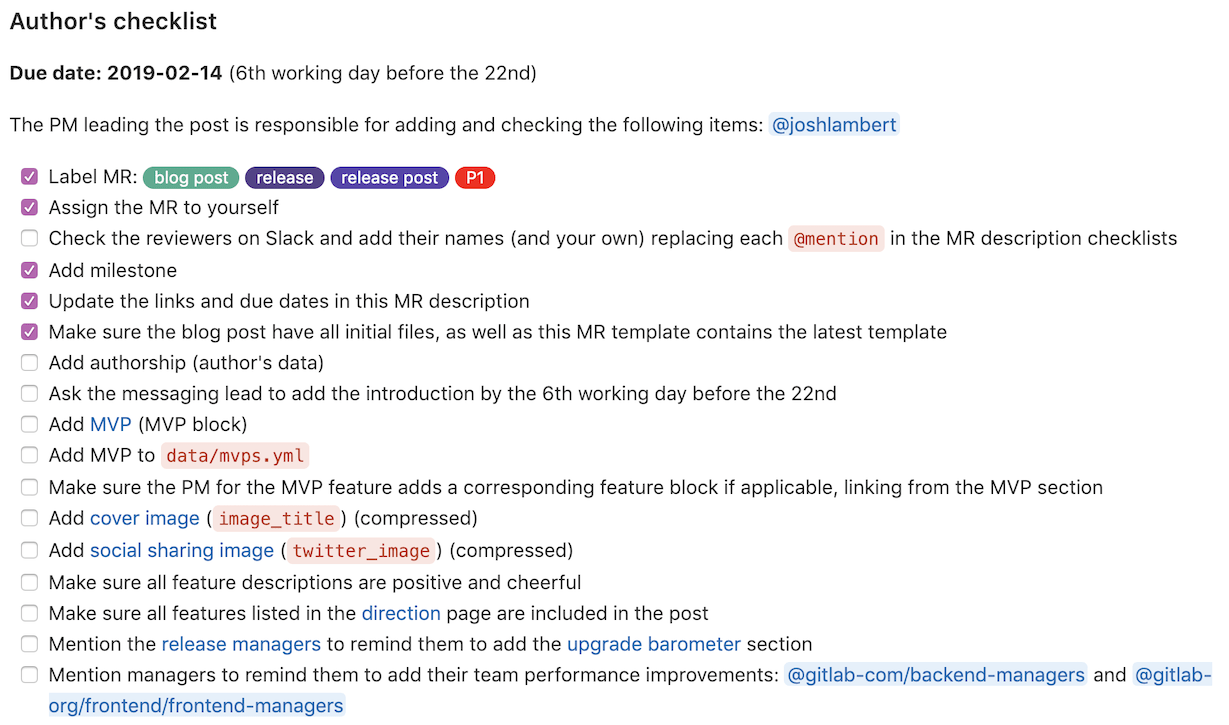 Author's checklist
Due date: 2019-02-14 (6th working day before the 22nd)
The PM leading the post is responsible for adding and checking the following items: @joshlambert
Label MR: blog post release release post P1
Assign the MR to yourself
Check the reviewers on Slack and add their names (and your own) replacing each @mention in the MR description checklists
Add milestone
Update the links and due dates in this MR description
Make sure the blog post have all initial files, as well as this MR template contains the latest template
Add authorship (author's data)
Ask the messaging lead to add the introduction by the 6th working day before the 22nd
Add MVP (MVP block)
Add MVP to data/mvps.yml
Make sure the PM for the MVP feature adds a corresponding feature block if applicable, linking from the MVP section
Add cover image (image_title) (compressed)
Add social sharing image (twitter_image) (compressed)
Make sure all feature descriptions are positive and cheerful
Make sure all features listed in the direction page are included in the post
Mention the release managers to remind them to add the upgrade barometer section
Mention managers to remind them to add their team performance improvements: @gitlab-com/backend-managers and @gitlab-
org/frontend/frontend-managers